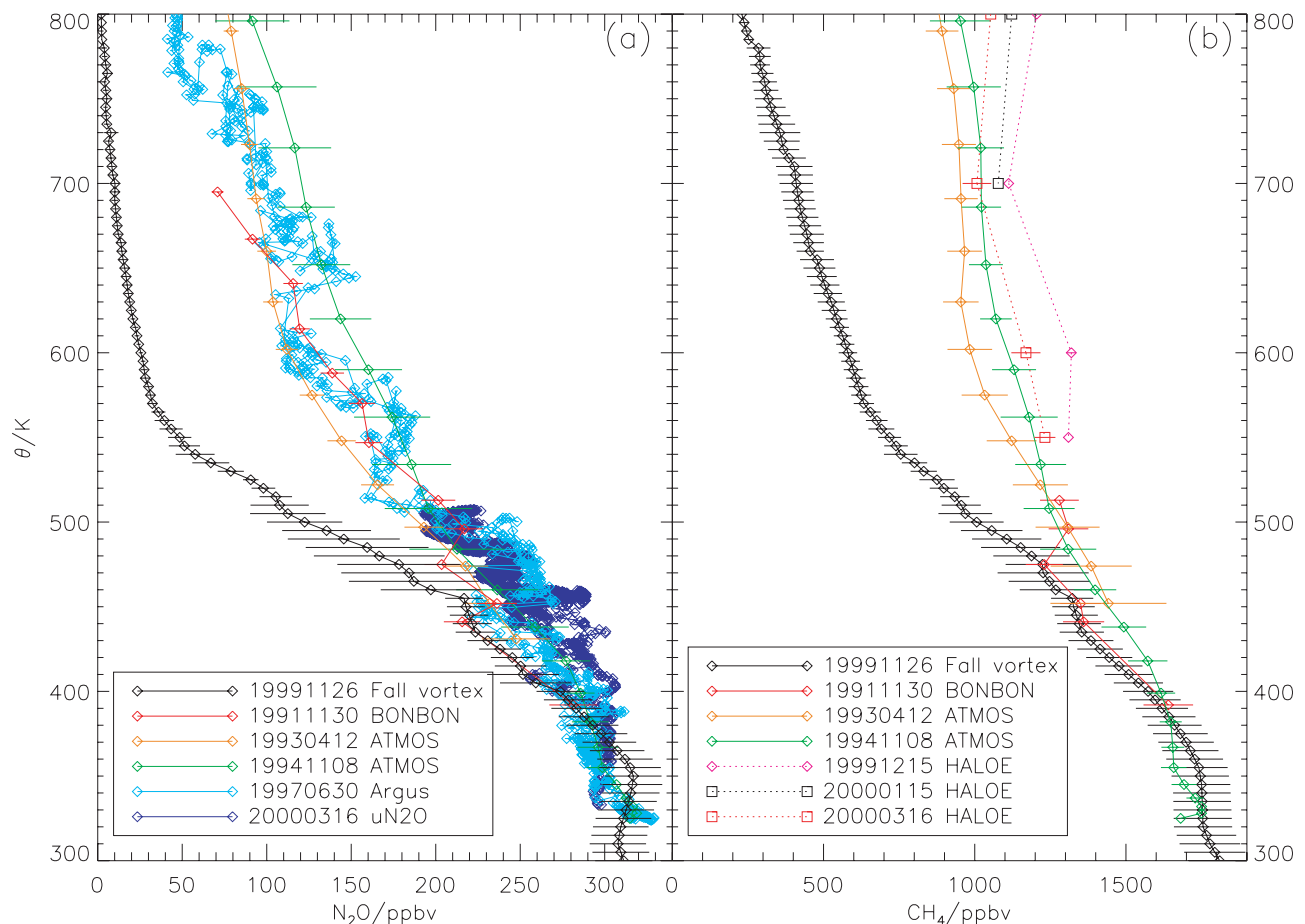 (a)
800
700
600
500
400
300
θ/K
19991126 Fall vortex
19911130 BONBON
19930412 ATMOS
19941108 ATMOS
19970630 Argus
20000316 uN2O
0 50 100 150 200 250 300
N₂O/ppbv
(b)
800
700
600
500
400
300
19991126 Fall vortex
19911130 BONBON
19930412 ATMOS
19941108 ATMOS
19991215 HALOE
20000115 HALOE
20000316 HALOE
0 500 1000 1500
CH₄/ppbv